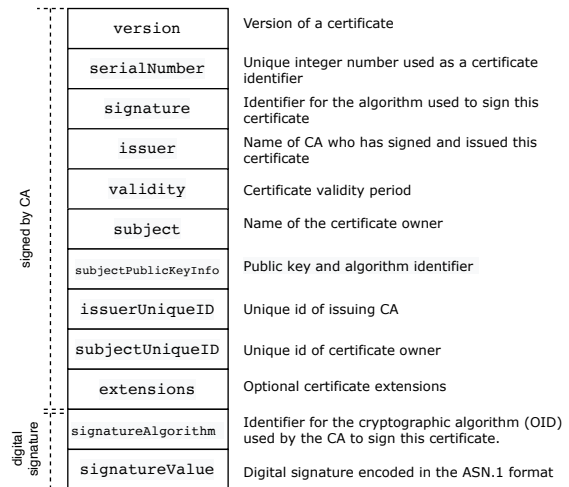 version
Version of a certificate
serialNumber
Unique integer number used as a certificate
identifier
signature
Identifier for the algorithm used to sign this
certificate
issuer
Name of CA who has signed and issued this
certificate
validity
Certificate validity period
subject
Name of the certificate owner
subjectPublicKeyInfo
Public key and algorithm identifier
issuerUniqueID
Unique id of issuing CA
subjectUniqueID
Unique id of certificate owner
extensions
Optional certificate extensions
signed by CA
signatureAlgorithm
Identifier for the cryptographic algorithm (OID)
used by the CA to sign this certificate.
signatureValue
Digital signature encoded in the ASN.1 format
digital
signature